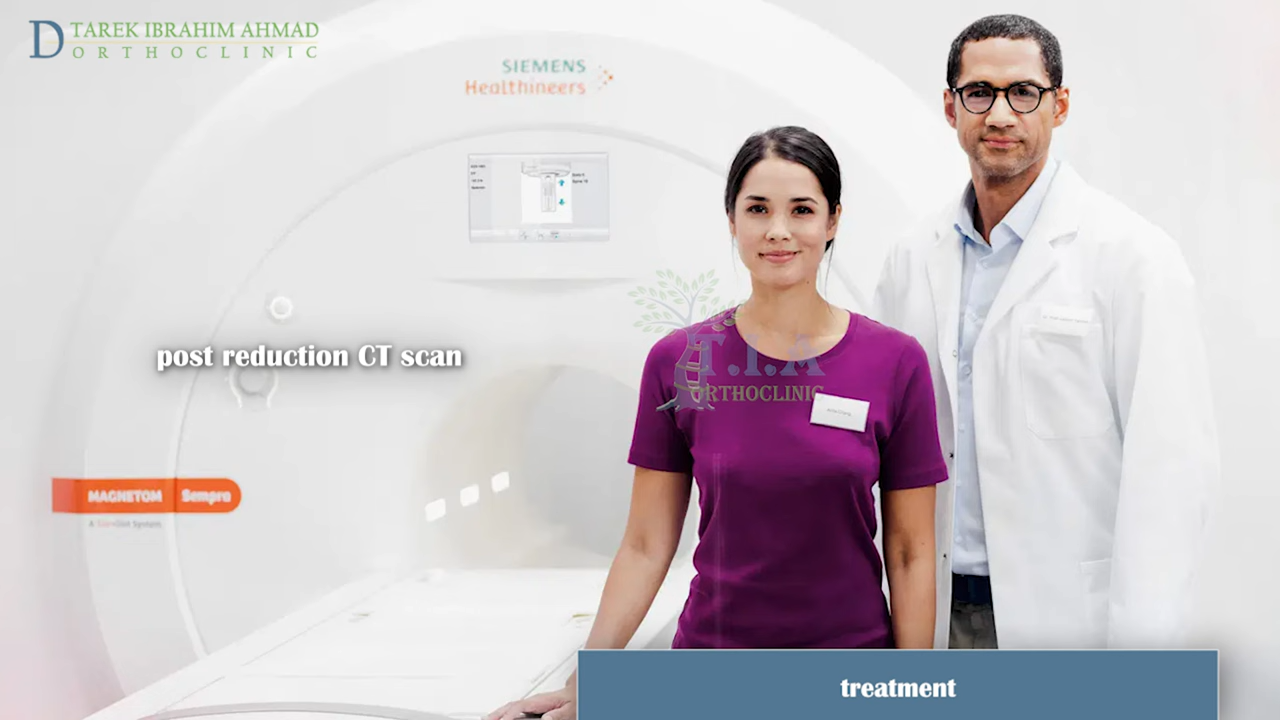 D TAREK IBRAHIM AHMAD
ORTHOCLINIC
SIEMENS
Healthineers
post reduction CT scan
T.I.A
ORTHOCLINIC
MAGNETOM Sempra
treatment